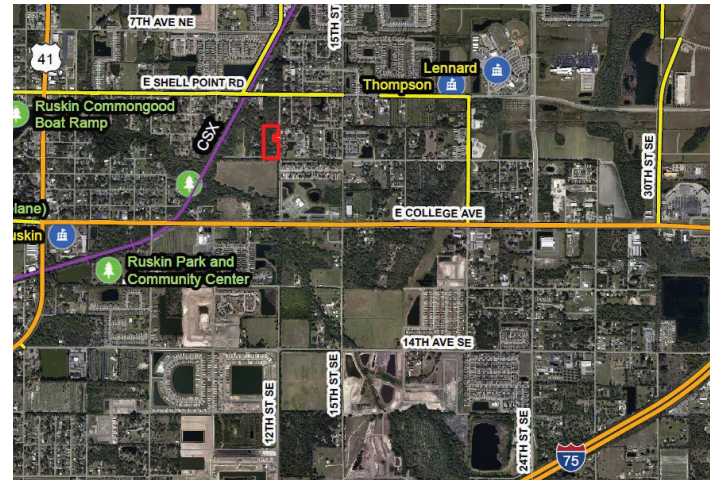 7TH AVE NE
15TH ST
41
Lennard
E SHELL POINT RD
Thompson
Ruskin Commongood
Boat Ramp
CSX
30TH ST SE
lane)
E COLLEGE AVE
uskin
Ruskin Park and
Community Center
14TH AVE SE
12TH ST SE
15TH ST SE
24TH ST SE
75